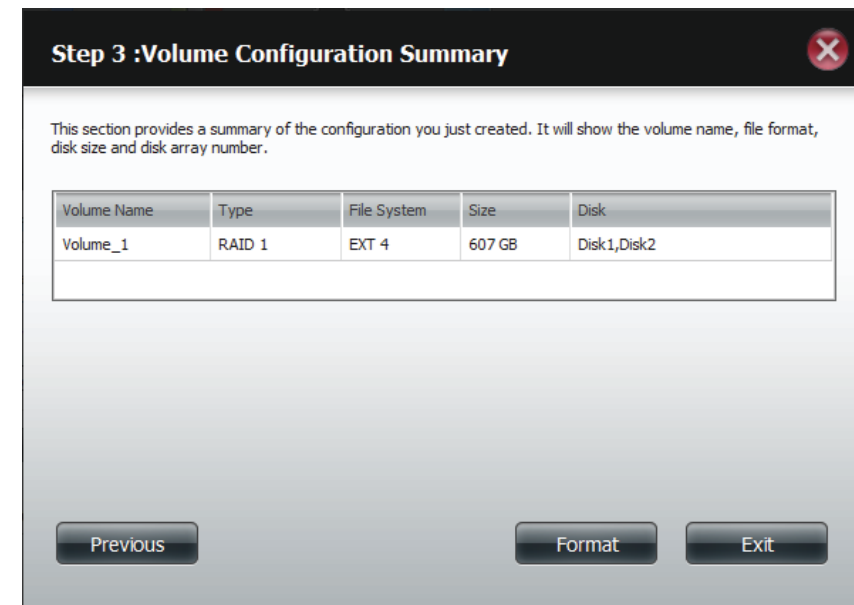 Step 3 :Volume Configuration Summary
This section provides a summary of the configuration you just created. It will show the volume name, file format,
disk size and disk array number.
Volume Name Type File System Size Disk
Volume_1 RAID 1 EXT 4 607 GB Disk1,Disk2
Previous Format Exit